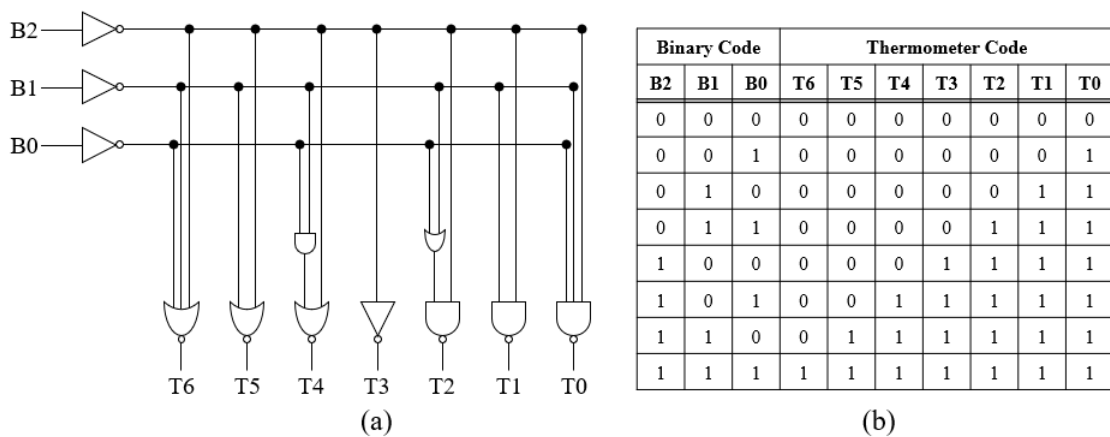 B2
B1
B0
T6 T5 T4 T3 T2 T1 T0
(a)
Binary Code Thermometer Code
B2 B1 B0 T6 T5 T4 T3 T2 T1 T0
0 0 0 0 0 0 0 0 0 0
0 0 1 0 0 0 0 0 0 1
0 1 0 0 0 0 0 0 1 1
0 1 1 0 0 0 0 1 1 1
1 0 0 0 0 0 1 1 1 1
1 0 1 0 0 1 1 1 1 1
1 1 0 0 1 1 1 1 1 1
1 1 1 1 1 1 1 1 1 1
(b)